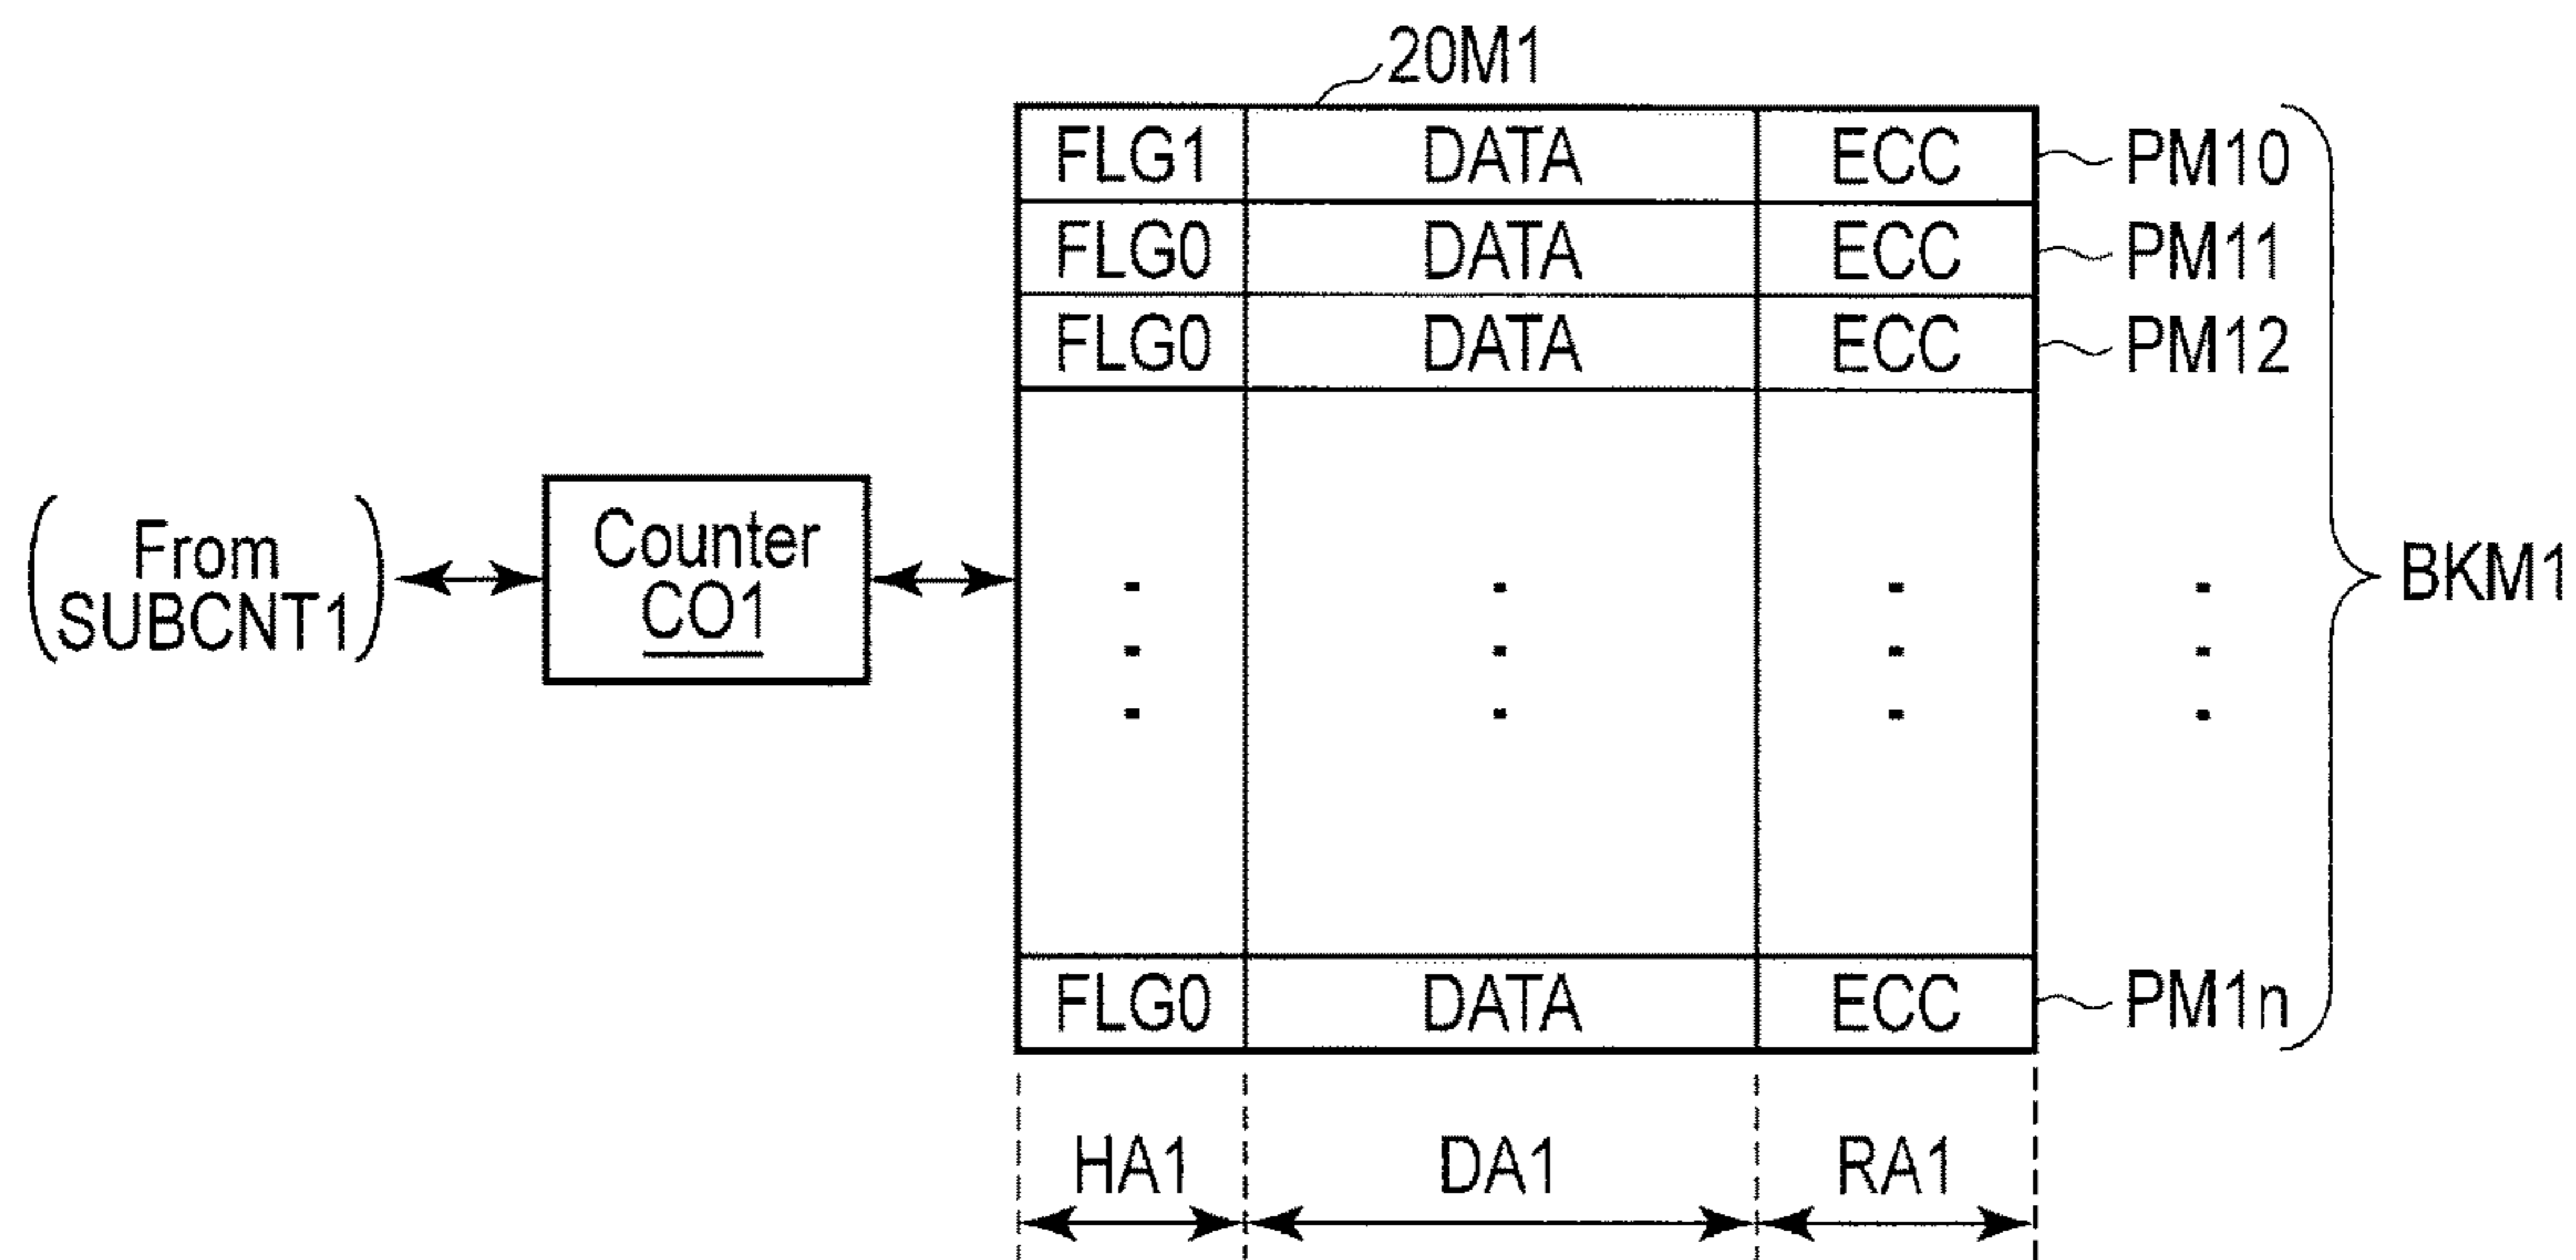 20M1
FLG1 DATA ECC PM10
FLG0 DATA ECC PM11
FLG0 DATA ECC PM12
(From
SUBCNT1)
Counter
CO1
BKM1
FLG0 DATA ECC PM1n
HA1 DA1 RA1